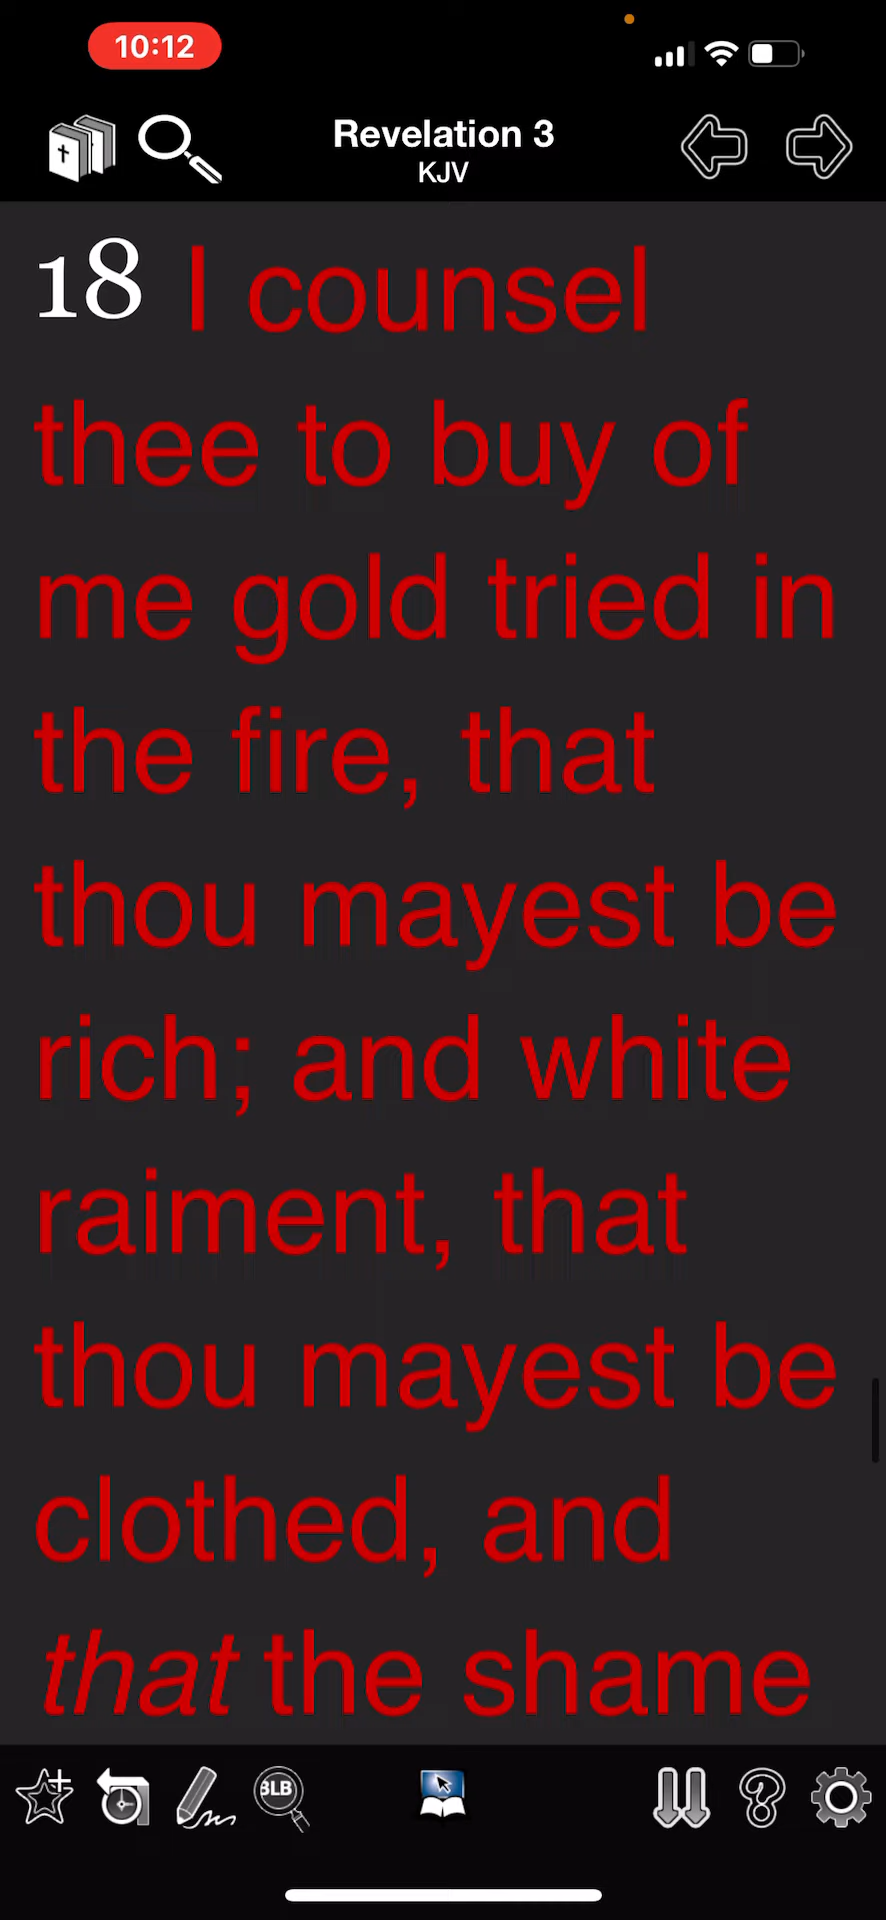 10:12
Revelation 3
KJV
18 I counsel
thee to buy of
me gold tried in
the fire, that
thou mayest be
rich; and white
raiment, that
thou mayest be
clothed, and
that the shame
BLB